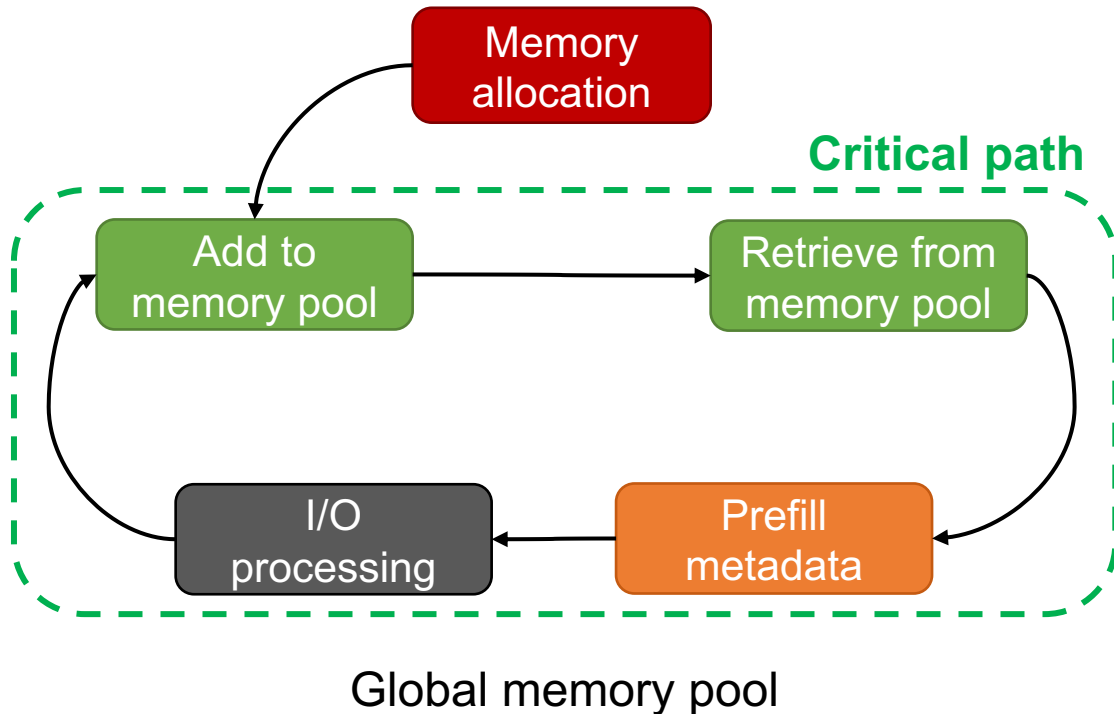 Memory
allocation
Critical path
Add to
memory pool
Retrieve from
memory pool
I/O
processing
Prefill
metadata
Global memory pool